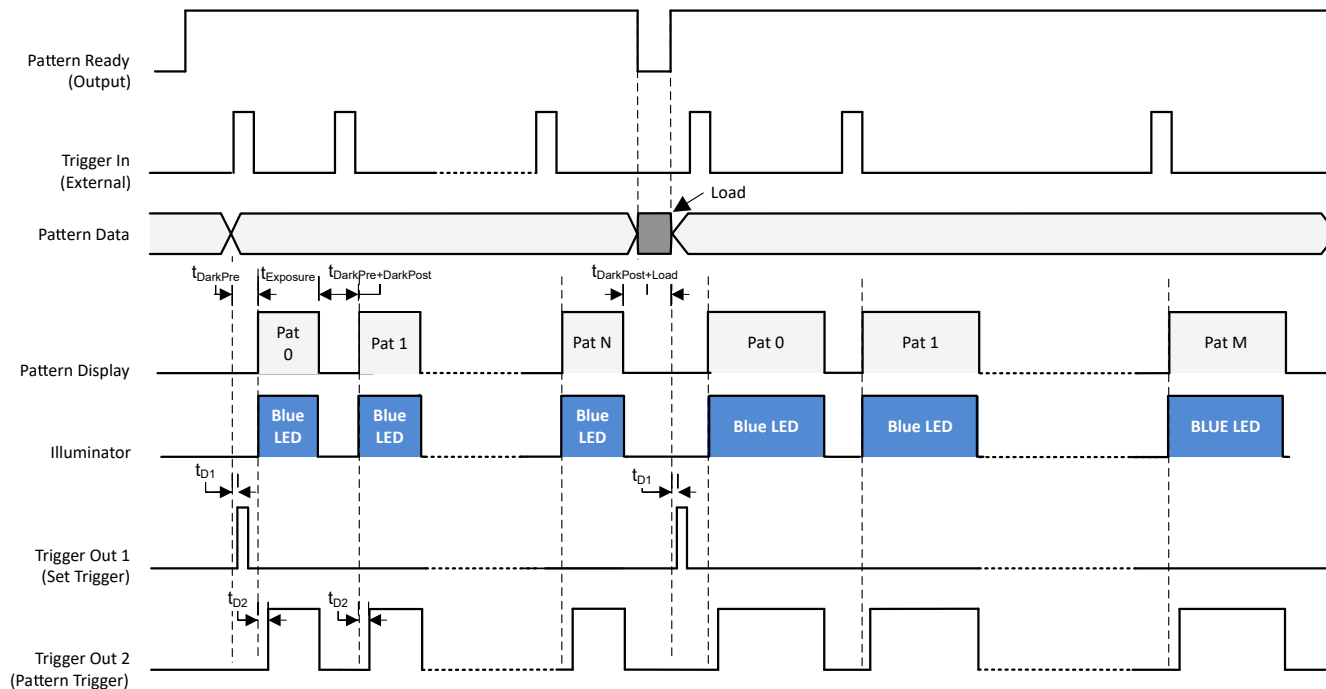 Pattern Ready
(Output)
Trigger In
(External)
Load
Pattern Data
tDarkPre
tExposure
tDarkPre+DarkPost
tDarkPost+Load
Pat
0
Pat 1
Pat N
Pat 0
Pat 1
Pat M
Pattern Display
Blue
LED
Blue
LED
Blue
LED
Blue LED
Blue LED
BLUE LED
Illuminator
tD1
tD1
Trigger Out 1
(Set Trigger)
tD2
tD2
Trigger Out 2
(Pattern Trigger)